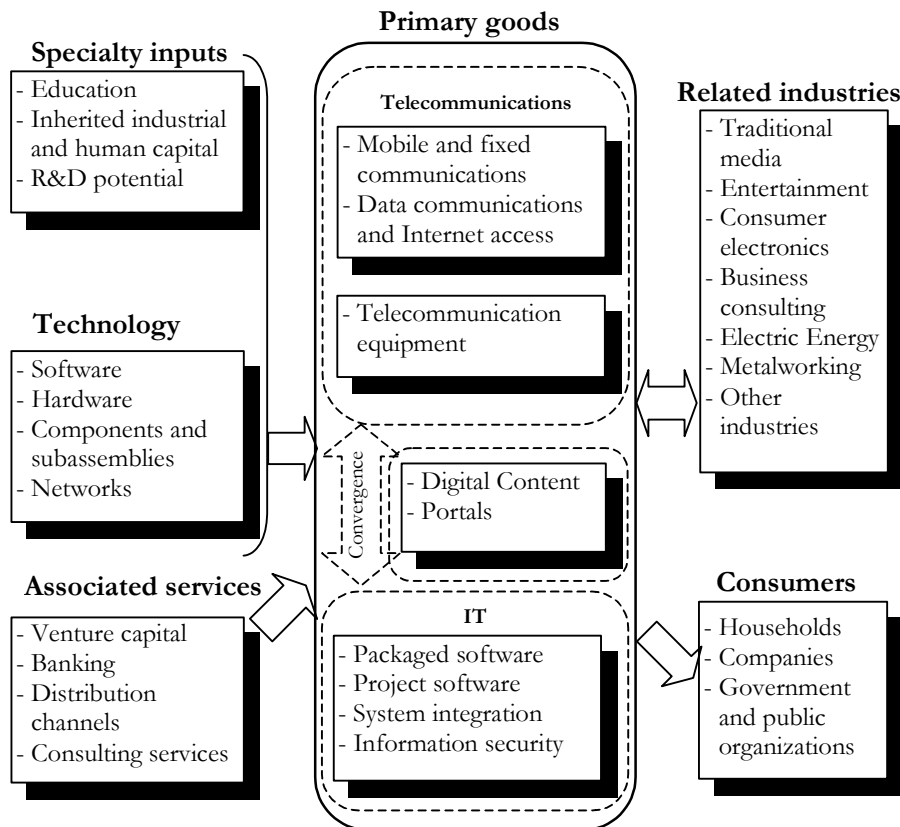 Primary goods
Specialty inputs
- Education
- Inherited industrial
and human capital
- R&D potential
Technology
- Software
- Hardware
- Components and
subassemblies
- Networks
Associated services
- Venture capital
- Banking
- Distribution
channels
- Consulting services
Telecommunications
- Mobile and fixed
communications
- Data communications
and Internet access
- Telecommunication
equipment
Convergence
- Digital Content
- Portals
IT
- Packaged software
- Project software
- System integration
- Information security
Related industries
- Traditional
media
- Entertainment
- Consumer
electronics
- Business
consulting
- Electric Energy
- Metalworking
- Other
industries
Consumers
- Households
- Companies
- Government
and public
organizations